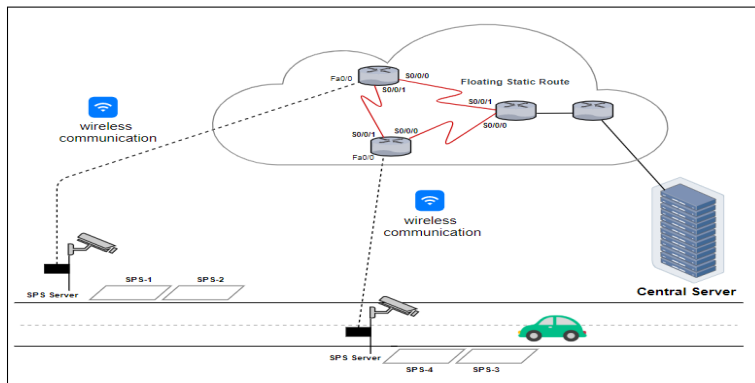 Fa0/0
S0/0/0
S0/0/1
Floating Static Route
S0/0/1
S0/0/0
S0/0/1
S0/0/0
Fa0/0
wireless
communication
wireless
communication
SPS-1
SPS-2
SPS Server
Central Server
SPS Server
SPS-4
SPS-3